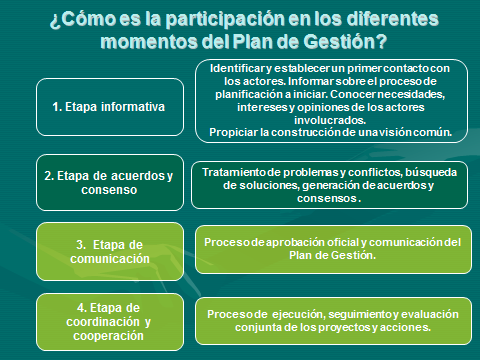 ¿Cómo es la participación en los diferentes
momentos del Plan de Gestión?
1. Etapa informativa
Identificar y establecer un primer contacto con
los actores. Informar sobre el proceso de
planificación a iniciar. Conocer necesidades,
intereses y opiniones de los actores
involucrados.
Propiciar la construcción de una visión común.
2. Etapa de acuerdos y
consenso
Tratamiento de problemas y conflictos, búsqueda
de soluciones, generación de acuerdos y
consensos .
3. Etapa de
comunicación
Proceso de aprobación oficial y comunicación del
Plan de Gestión.
4. Etapa de
coordinación y
cooperación
Proceso de ejecución, seguimiento y evaluación
conjunta de los proyectos y acciones.